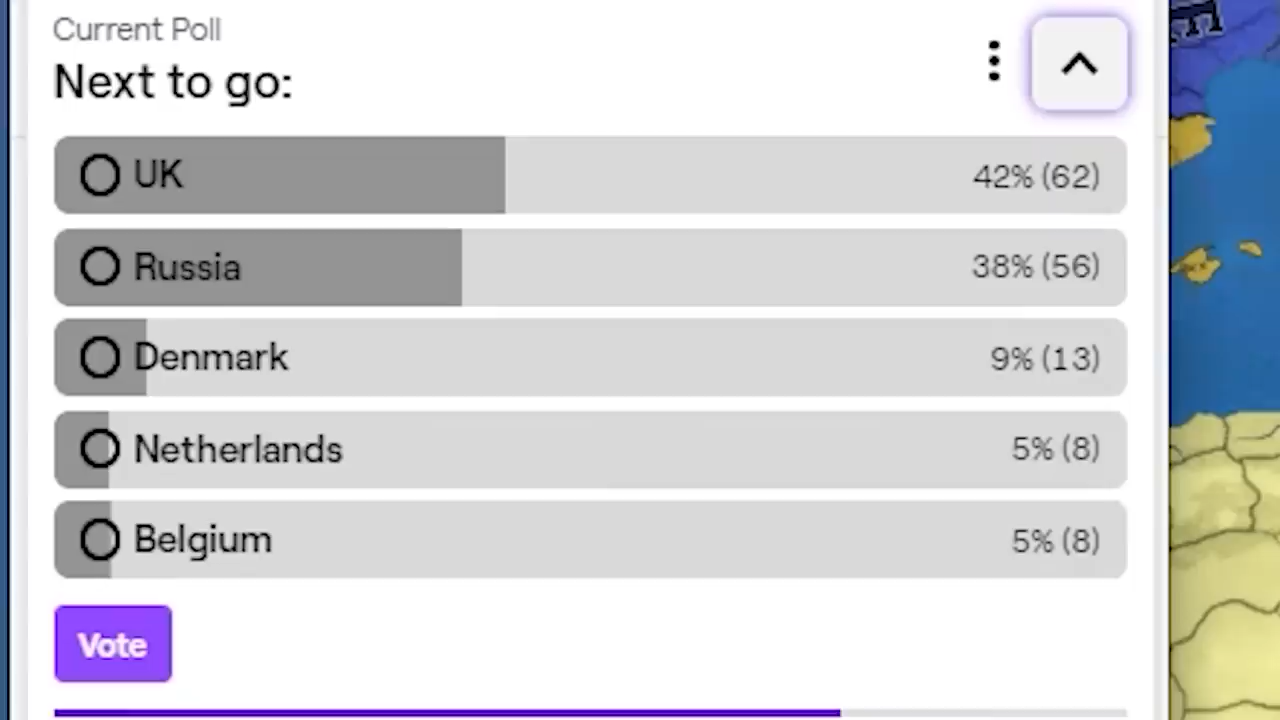 Current Poll
Next to go:
UK 42% (62)
Russia 38% (56)
Denmark 9% (13)
Netherlands 5% (8)
Belgium 5% (8)
Vote